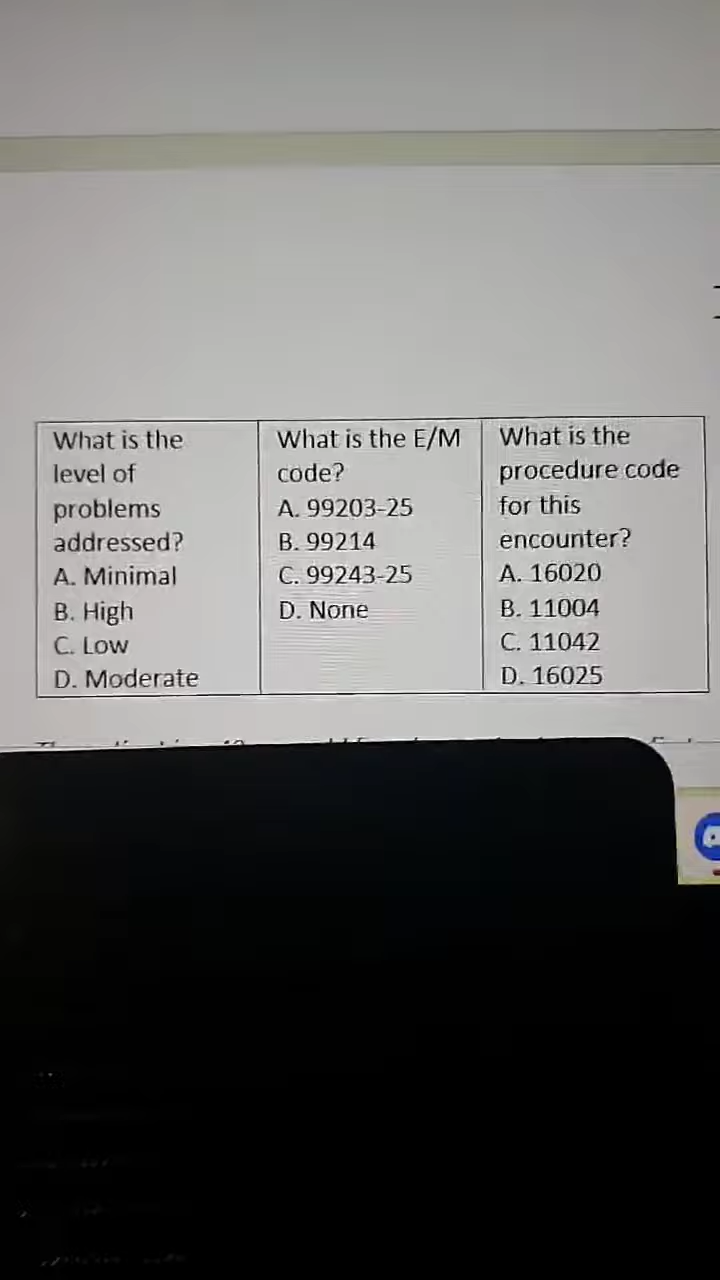 What is the
level of
problems
addressed?
A. Minimal
B. High
C. Low
D. Moderate
What is the E/M
code?
A. 99203-25
B. 99214
C. 99243-25
D. None
What is the
procedure code
for this
encounter?
A. 16020
B. 11004
C. 11042
D. 16025